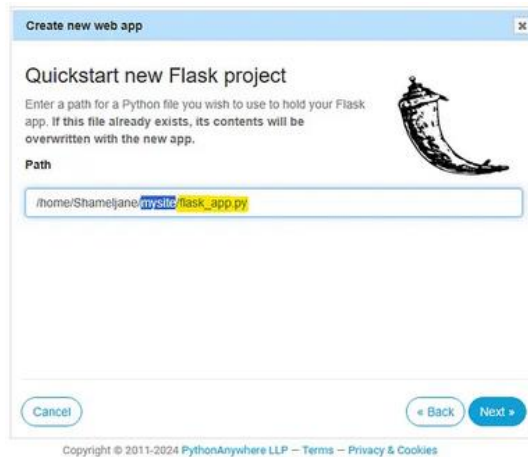 Create new web app
Quickstart new Flask project
Enter a path for a Python file you wish to use to hold your Flask
app. If this file already exists, its contents will be
overwritten with the new app.
Path
/home/Shameljane/mysite/flask_app.py
Cancel
« Back
Next »
Copyright © 2011-2024 PythonAnywhere LLP — Terms — Privacy & Cookies